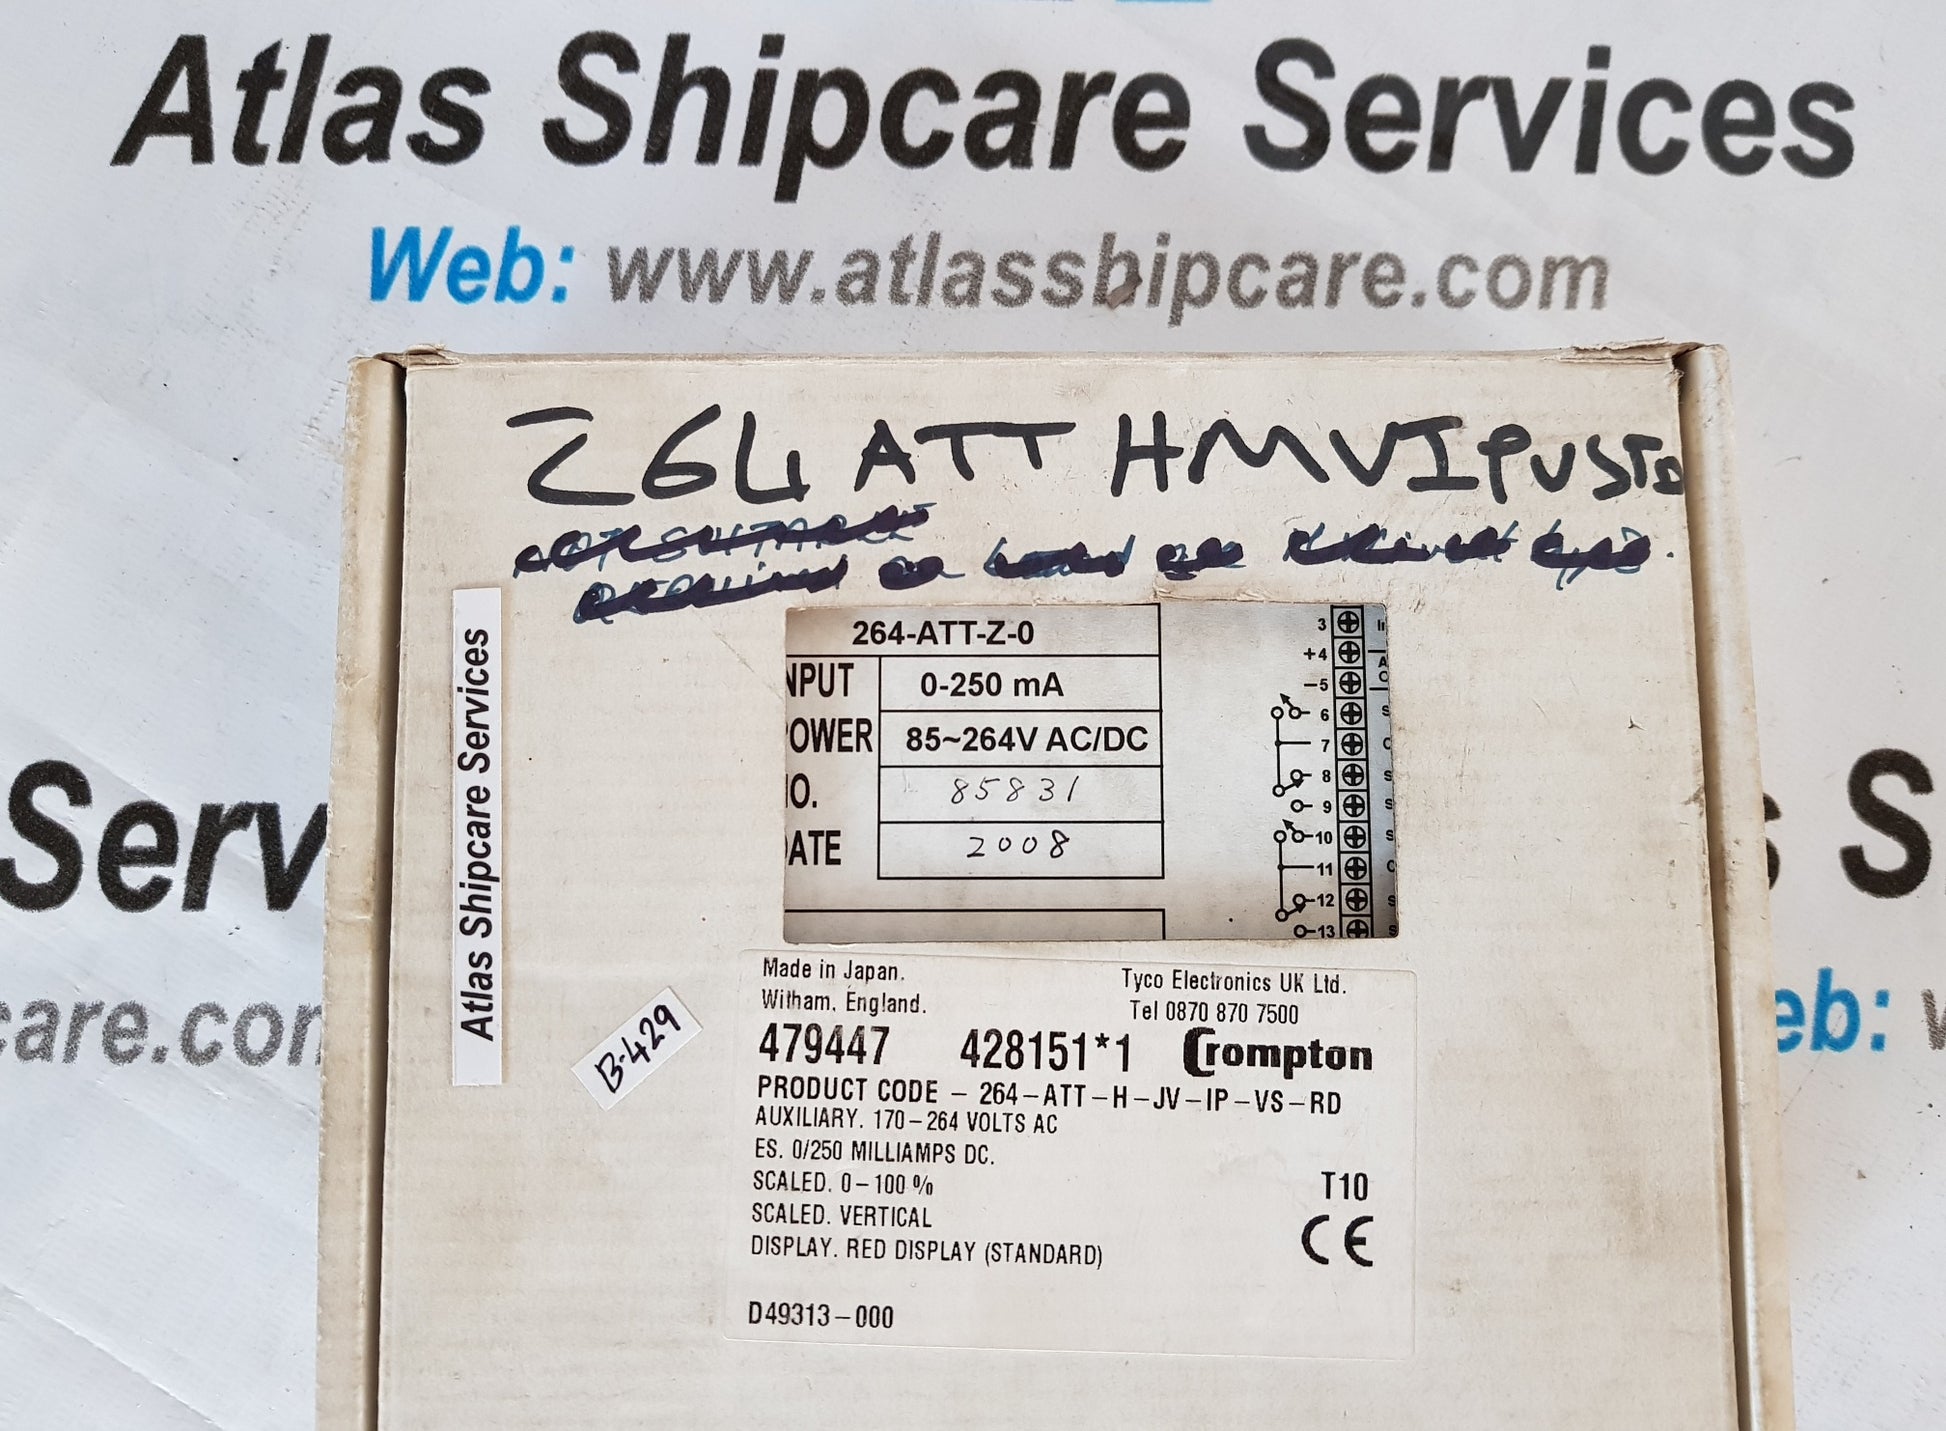 Atlas Shipcare Services
Web: www.atlasshipcare.com
264 ATT HMVIPVSTD
NOT SUITABLE
264-ATT-Z-0
NPUT 0-250 mA
OWER 85~264V AC/DC
O. 85831
ATE 2008
3
+4
–5
6
7
8
9
10
11
12
13
Atlas Shipcare Services
B-429
Serv
care.com
s S
eb: w
Made in Japan. Tyco Electronics UK Ltd.
Witham, England. Tel 0870 870 7500
479447 428151*1 Crompton
PRODUCT CODE – 264–ATT–H–JV–IP–VS–RD
AUXILIARY. 170–264 VOLTS AC
ES. 0/250 MILLIAMPS DC.
SCALED. 0–100 % T10
SCALED. VERTICAL CE
DISPLAY. RED DISPLAY (STANDARD)
D49313–000